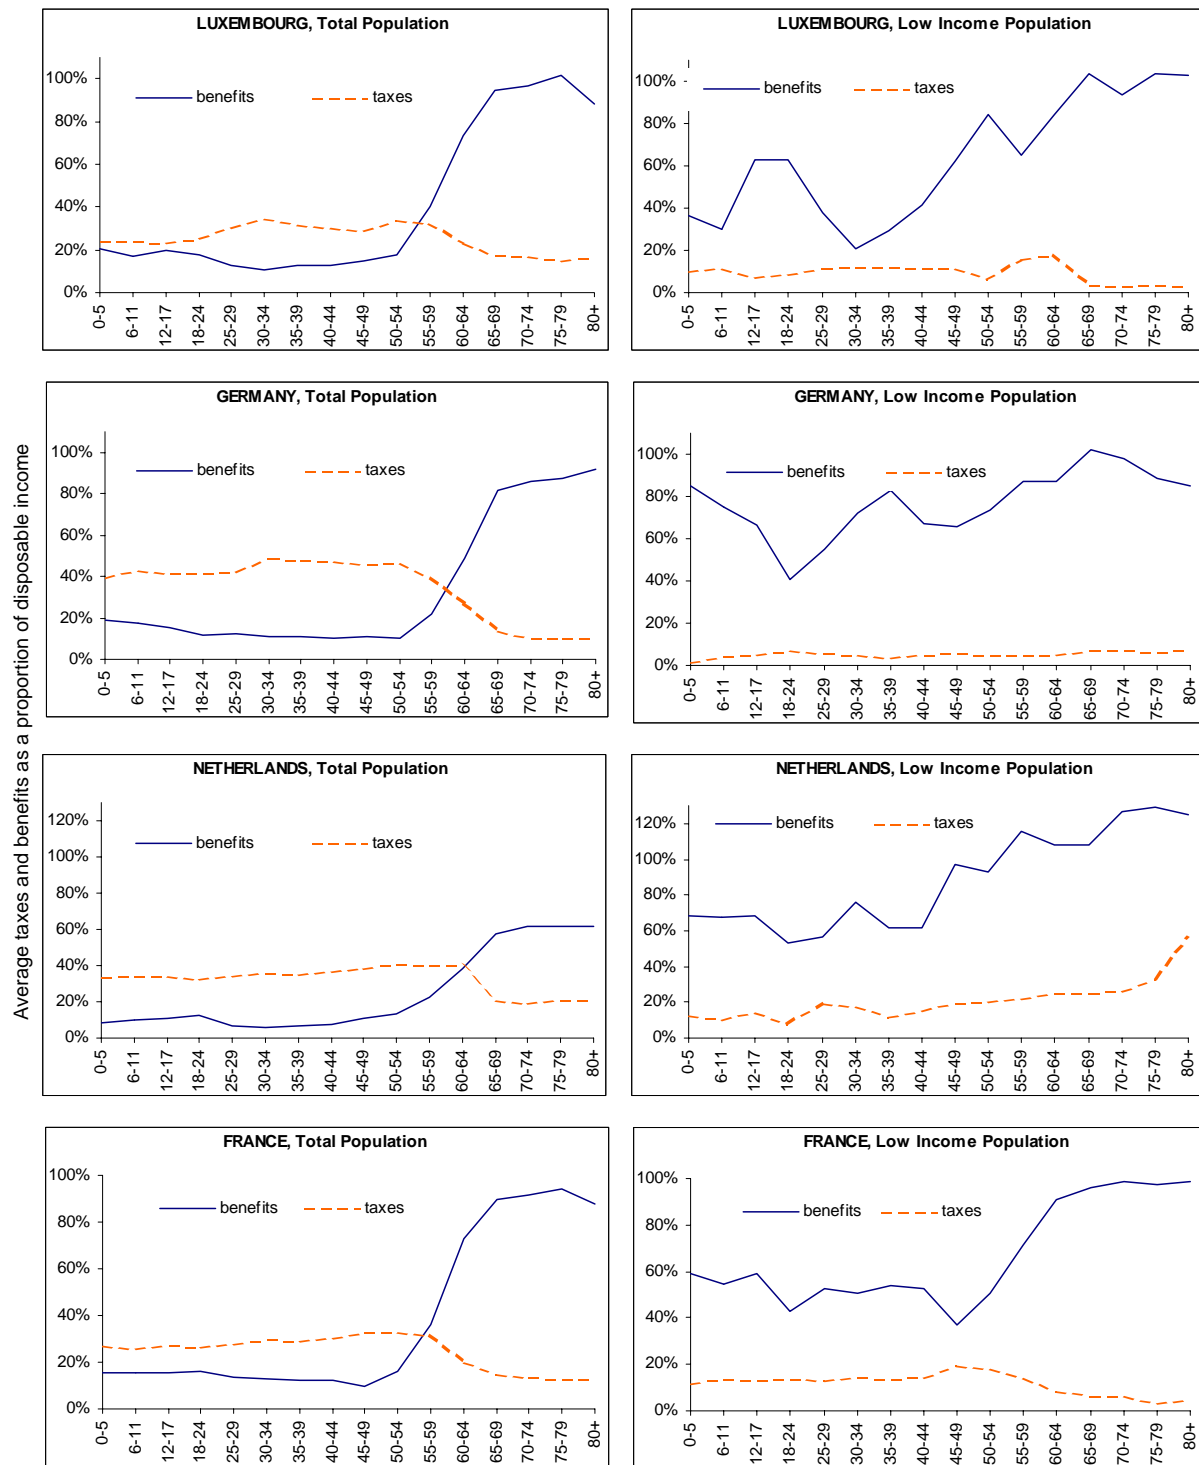 Average taxes and benefits as a proportion of disposable income
LUXEMBOURG, Total Population
benefits taxes
100%
80%
60%
40%
20%
0%
0-5 6-11 12-17 18-24 25-29 30-34 35-39 40-44 45-49 50-54 55-59 60-64 65-69 70-74 75-79 80+
LUXEMBOURG, Low Income Population
benefits taxes
100%
80%
60%
40%
20%
0%
0-5 6-11 12-17 18-24 25-29 30-34 35-39 40-44 45-49 50-54 55-59 60-64 65-69 70-74 75-79 80+
GERMANY, Total Population
benefits taxes
100%
80%
60%
40%
20%
0%
0-5 6-11 12-17 18-24 25-29 30-34 35-39 40-44 45-49 50-54 55-59 60-64 65-69 70-74 75-79 80+
GERMANY, Low Income Population
benefits taxes
100%
80%
60%
40%
20%
0%
0-5 6-11 12-17 18-24 25-29 30-34 35-39 40-44 45-49 50-54 55-59 60-64 65-69 70-74 75-79 80+
NETHERLANDS, Total Population
benefits taxes
120%
100%
80%
60%
40%
20%
0%
0-5 6-11 12-17 18-24 25-29 30-34 35-39 40-44 45-49 50-54 55-59 60-64 65-69 70-74 75-79 80+
NETHERLANDS, Low Income Population
benefits taxes
120%
100%
80%
60%
40%
20%
0%
0-5 6-11 12-17 18-24 25-29 30-34 35-39 40-44 45-49 50-54 55-59 60-64 65-69 70-74 75-79 80+
FRANCE, Total Population
benefits taxes
100%
80%
60%
40%
20%
0%
0-5 6-11 12-17 18-24 25-29 30-34 35-39 40-44 45-49 50-54 55-59 60-64 65-69 70-74 75-79 80+
FRANCE, Low Income Population
benefits taxes
100%
80%
60%
40%
20%
0%
0-5 6-11 12-17 18-24 25-29 30-34 35-39 40-44 45-49 50-54 55-59 60-64 65-69 70-74 75-79 80+